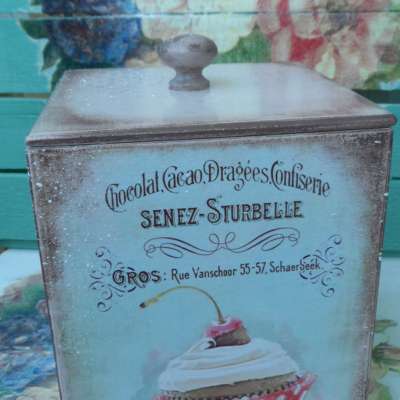 Chocolat, Cacao, Dragées, Confiserie
SENEZ-STURBELLE
GROS: RUE VANSCHOOR 55-57, SCHAERBEEK